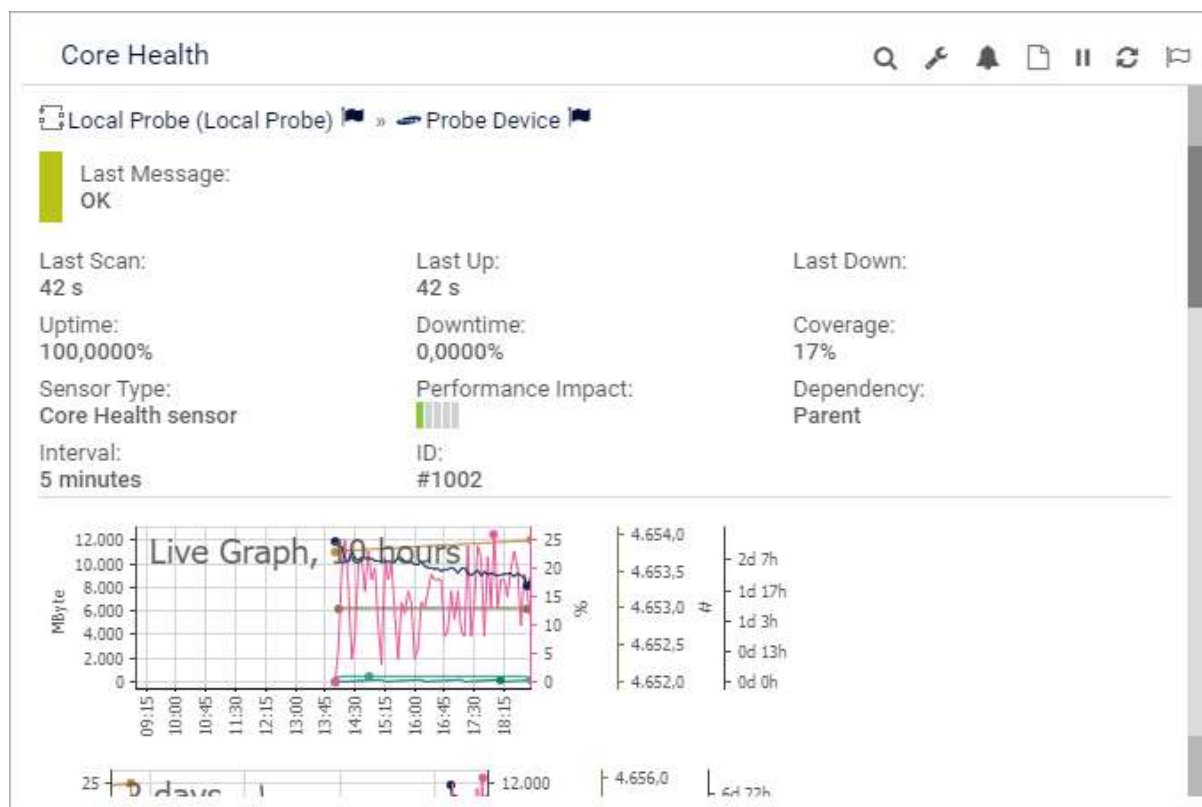 Core Health
Local Probe (Local Probe) » Probe Device
Last Message:
OK
Last Scan:
42 s
Last Up:
42 s
Last Down:
Uptime:
100,0000%
Downtime:
0,0000%
Coverage:
17%
Sensor Type:
Core Health sensor
Performance Impact:
Dependency:
Parent
Interval:
5 minutes
ID:
#1002
Live Graph, 10 hours
MByte
12.000
10.000
8.000
6.000
4.000
2.000
0
25
20
15
10
5
0
%
4.654,0
4.653,5
4.653,0
4.652,5
4.652,0
#
2d 7h
1d 17h
1d 3h
0d 13h
0d 0h
09:15
10:00
10:45
11:30
12:15
13:00
13:45
14:30
15:15
16:00
16:45
17:30
18:15
25
2 days
12.000
4.656,0
6d 22h